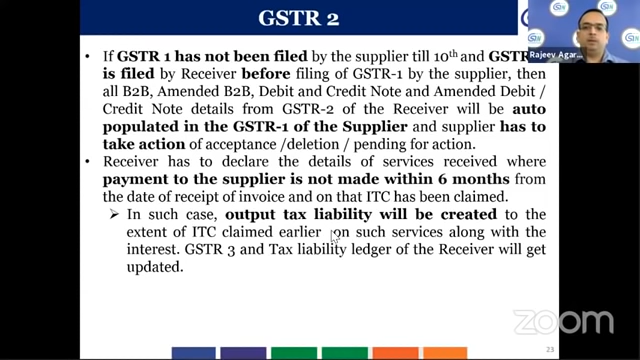 GSTR 2
• If GSTR 1 has not been filed by the supplier till 10th and GSTR
is filed by Receiver before filing of GSTR-1 by the supplier, then
all B2B, Amended B2B, Debit and Credit Note and Amended Debit /
Credit Note details from GSTR-2 of the Receiver will be auto
populated in the GSTR-1 of the Supplier and supplier has to
take action of acceptance /deletion / pending for action.
• Receiver has to declare the details of services received where
payment to the supplier is not made within 6 months from
the date of receipt of invoice and on that ITC has been claimed.
➢ In such case, output tax liability will be created to the
extent of ITC claimed earlier on such services along with the
interest. GSTR 3 and Tax liability ledger of the Receiver will get
updated.
Rajeev Agar...
zoom
23